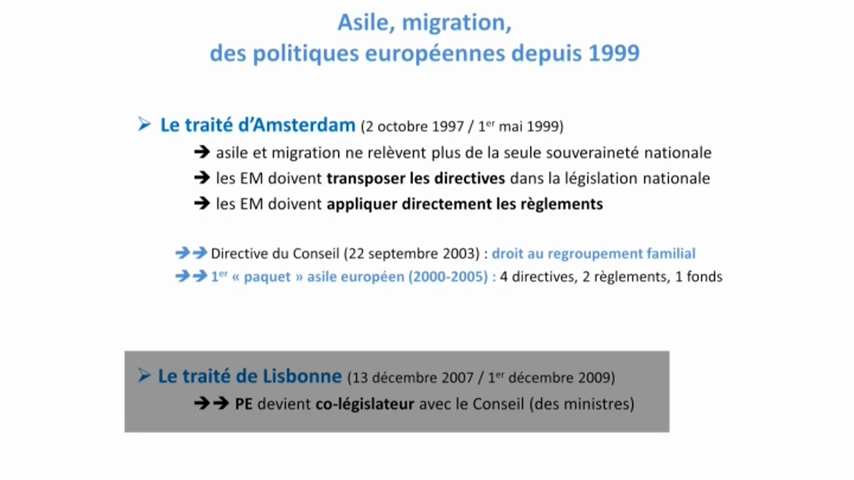 Asile, migration,
des politiques européennes depuis 1999
➢ Le traité d'Amsterdam (2 octobre 1997 / 1er mai 1999)
➔ asile et migration ne relèvent plus de la seule souveraineté nationale
➔ les EM doivent transposer les directives dans la législation nationale
➔ les EM doivent appliquer directement les règlements
➔➔ Directive du Conseil (22 septembre 2003) : droit au regroupement familial
➔➔ 1er « paquet » asile européen (2000-2005) : 4 directives, 2 règlements, 1 fonds
➢ Le traité de Lisbonne (13 décembre 2007 / 1er décembre 2009)
➔➔ PE devient co-législateur avec le Conseil (des ministres)